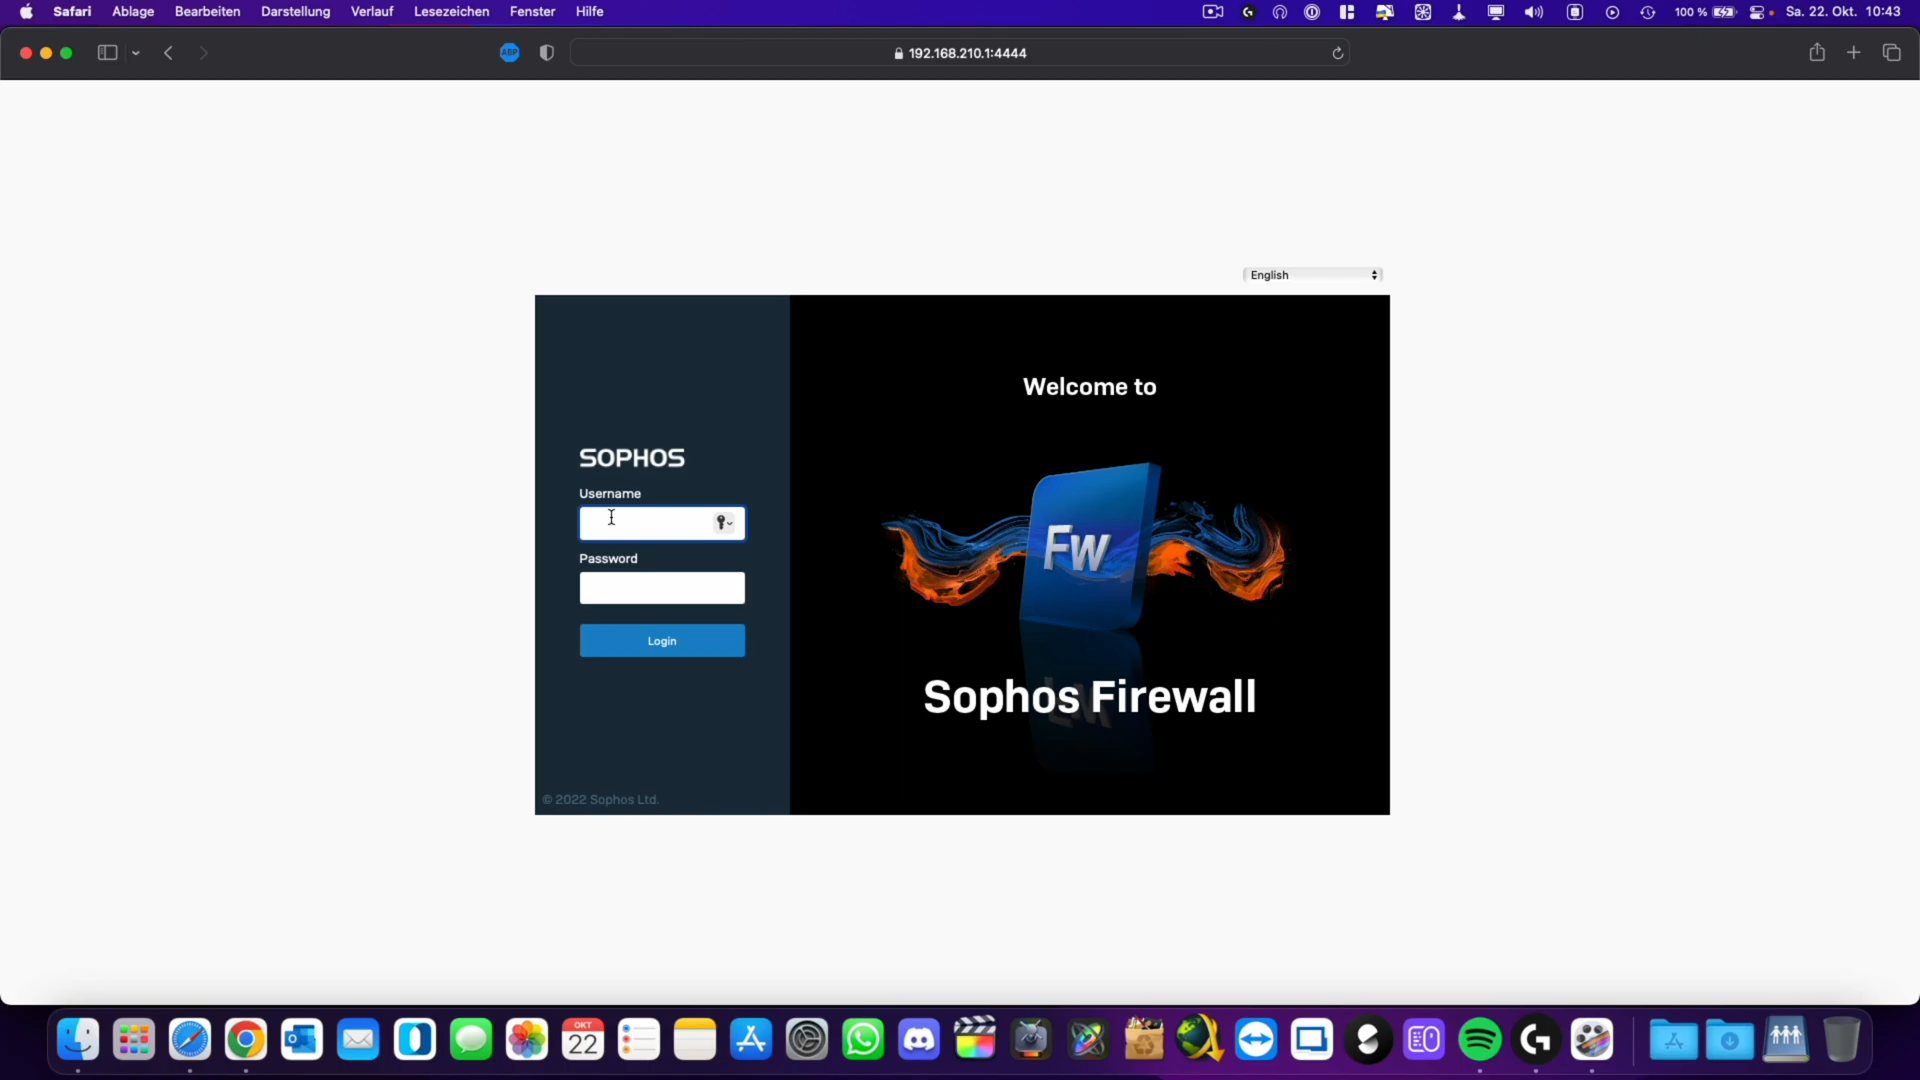 Safari Ablage Bearbeiten Darstellung Verlauf Lesezeichen Fenster Hilfe 100 % Sa. 22. Okt. 10:43
ABP 192.168.210.1:4444
English
Welcome to
SOPHOS
Username
Fw
Password
Login
Sophos Firewall
© 2022 Sophos Ltd.
OKT
22